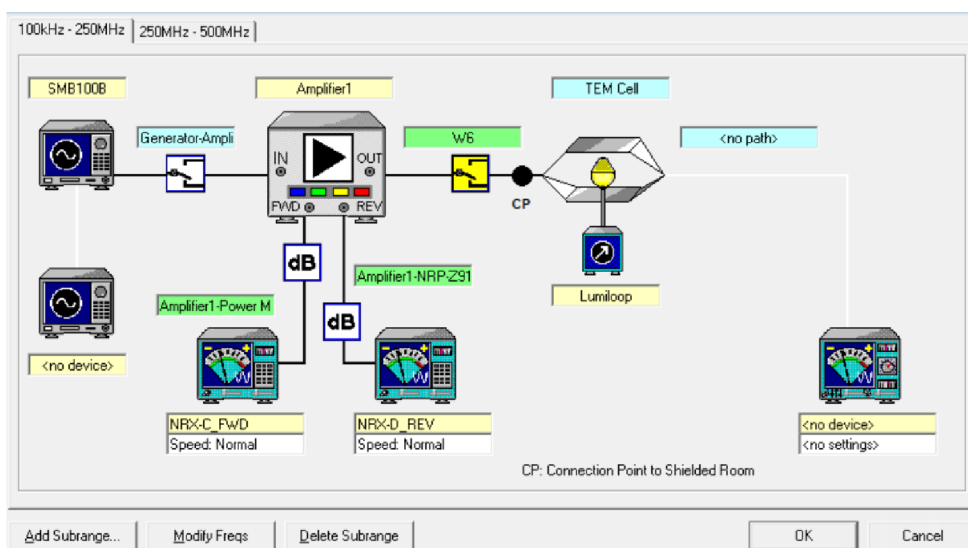 100kHz - 250MHz
250MHz - 500MHz
SMB100B
Amplifier1
TEM Cell
Generator-Ampli
W6
<no path>
IN
OUT
FWD
REV
CP
dB
Amplifier1-NRP-Z91
Lumiloop
Amplifier1-Power M
dB
<no device>
NRX-C_FWD
Speed: Normal
NRX-D_REV
Speed: Normal
<no device>
<no settings>
CP: Connection Point to Shielded Room
Add Subrange...
Modify Freqs
Delete Subrange
OK
Cancel